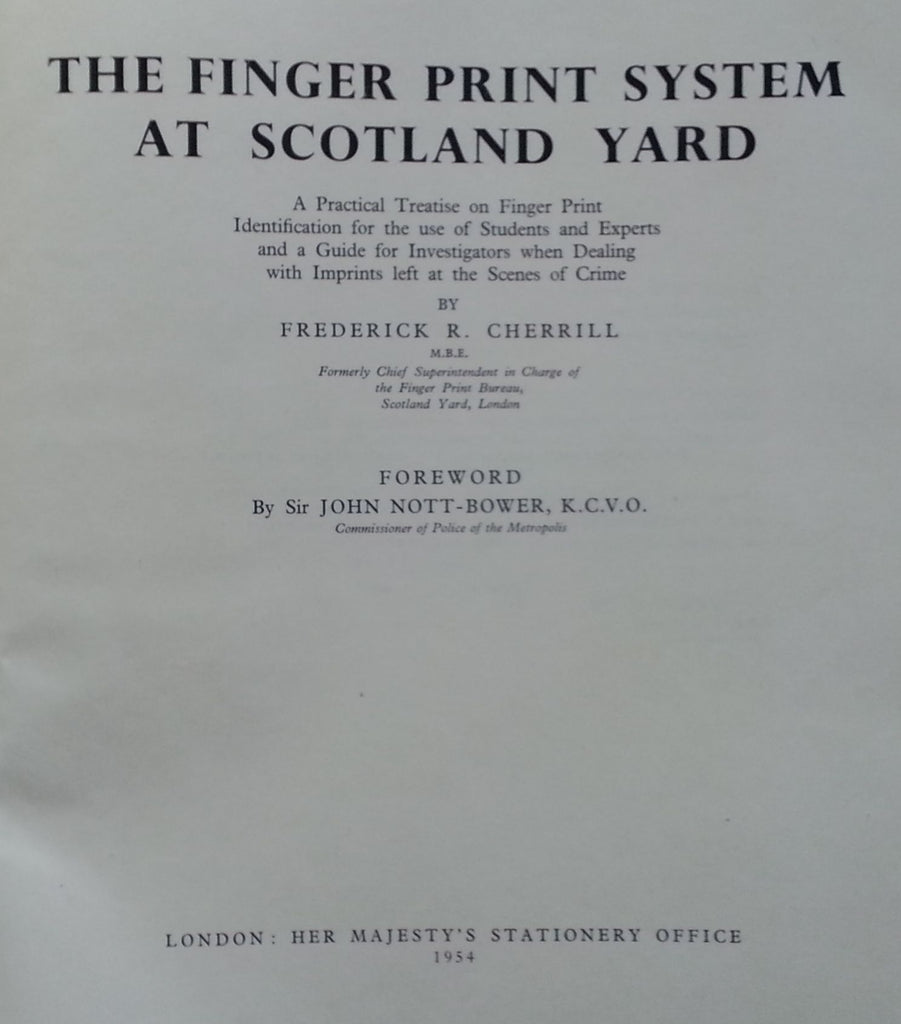 THE FINGER PRINT SYSTEM
AT SCOTLAND YARD
A Practical Treatise on Finger Print
Identification for the use of Students and Experts
and a Guide for Investigators when Dealing
with Imprints left at the Scenes of Crime
BY
FREDERICK R. CHERRILL
M.B.E.
Formerly Chief Superintendent in Charge of
the Finger Print Bureau,
Scotland Yard, London
FOREWORD
By Sir JOHN NOTT-BOWER, K.C.V.O.
Commissioner of Police of the Metropolis
LONDON: HER MAJESTY'S STATIONERY OFFICE
1954